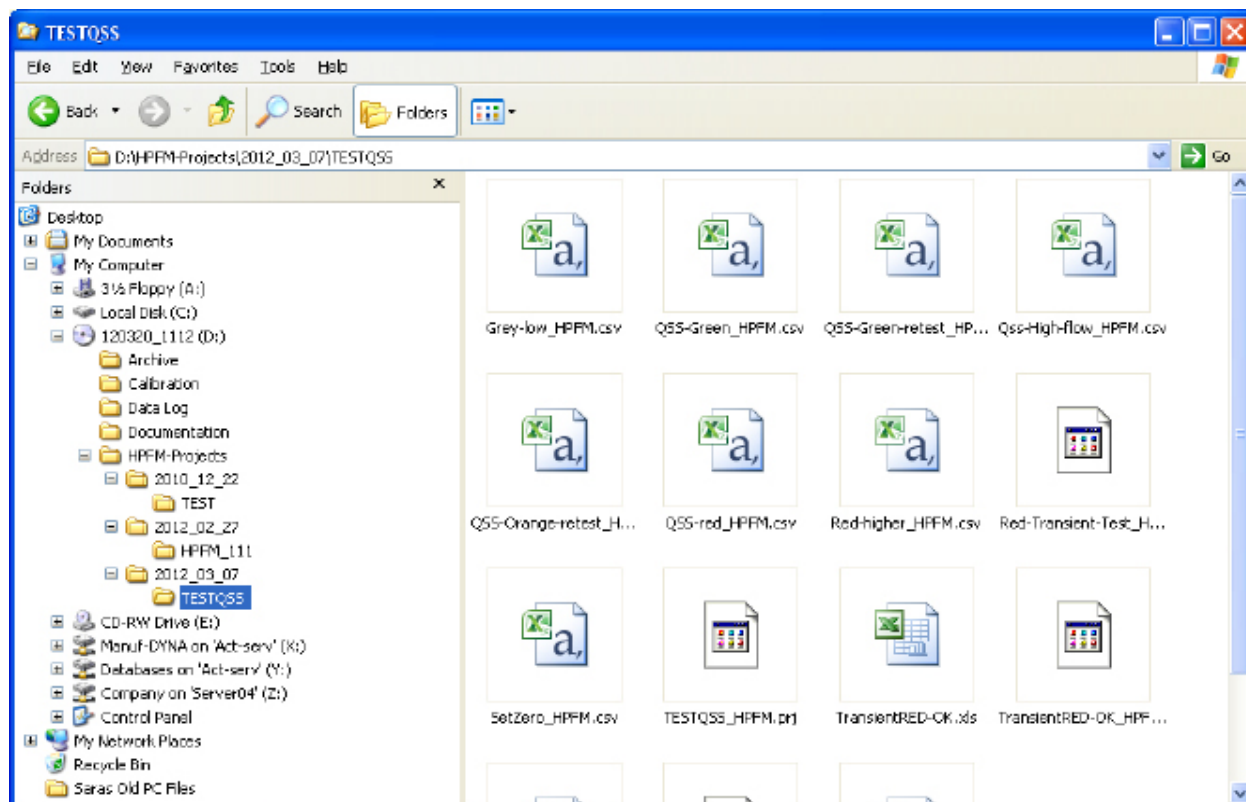 TESTQSS
File Edit View Favorites Tools Help
Back Search Folders
Address D:\HPFM-Projects\2012_03_07\TESTQSS Go
Folders
Desktop
My Documents
My Computer
3½ Floppy (A:)
Local Disk (C:)
120320_1112 (D:)
Archive
Calibration
Data Log
Documentation
HPFM-Projects
2010_12_22
TEST
2012_02_27
HPFM_111
2012_03_07
TESTQSS
CD-RW Drive (E:)
Manuf-DYNA on 'Act-serv' (X:)
Databases on 'Act-serv' (Y:)
Company on 'Server04' (Z:)
Control Panel
My Network Places
Recycle Bin
Saras Old PC Files
Grey-low_HPFM.csv QSS-Green_HPFM.csv QSS-Green-retest_HP... Qss-High-flow_HPFM.csv
QSS-Orange-retest_H... QSS-red_HPFM.csv Red-higher_HPFM.csv Red-Transient-Test_H...
SetZero_HPFM.csv TESTQSS_HPFM.prj TransientRED-OK.xls TransientRED-OK_HPF...